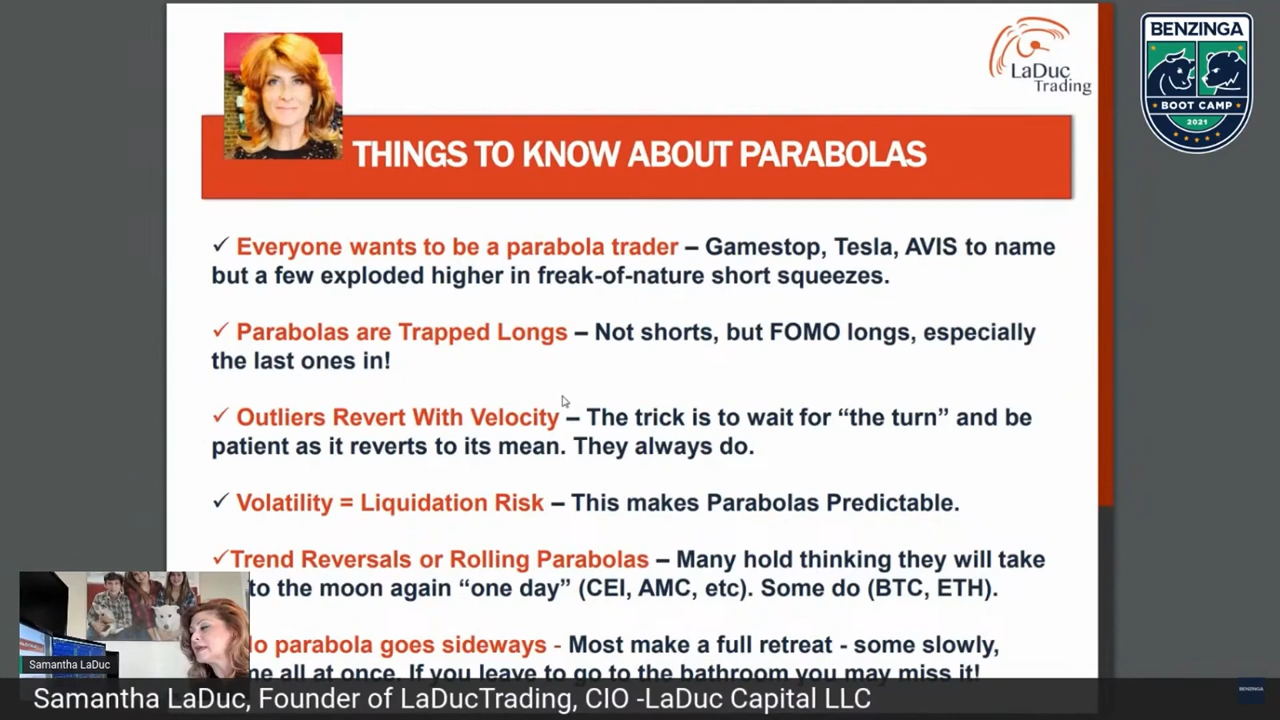 BENZINGA
BOOT CAMP
2021
LaDuc
Trading
THINGS TO KNOW ABOUT PARABOLAS
✓ Everyone wants to be a parabola trader – Gamestop, Tesla, AVIS to name
but a few exploded higher in freak-of-nature short squeezes.
✓ Parabolas are Trapped Longs – Not shorts, but FOMO longs, especially
the last ones in!
✓ Outliers Revert With Velocity – The trick is to wait for “the turn” and be
patient as it reverts to its mean. They always do.
✓ Volatility = Liquidation Risk – This makes Parabolas Predictable.
✓Trend Reversals or Rolling Parabolas – Many hold thinking they will take
to the moon again “one day” (CEI, AMC, etc). Some do (BTC, ETH).
parabola goes sideways - Most make a full retreat - some slowly,
all at once. If you leave to go to the bathroom you may miss it!
Samantha LaDuc
Samantha LaDuc, Founder of LaDucTrading, CIO -LaDuc Capital LLC
BENZINGA